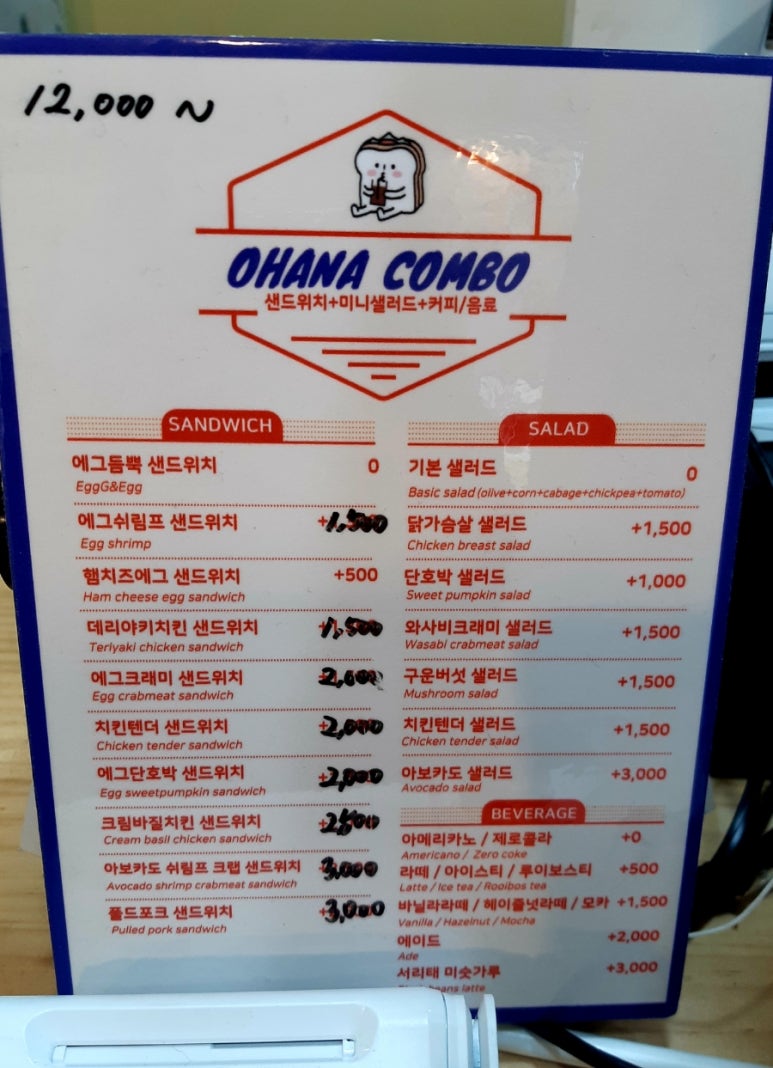 12,000 ~
OHANA COMBO
샌드위치+미니샐러드+커피/음료
SANDWICH
에그듬뿍 샌드위치 0
EggG&Egg
에그쉬림프 샌드위치 +1,500
Egg shrimp
햄치즈에그 샌드위치 +500
Ham cheese egg sandwich
데리야키치킨 샌드위치 +1,500
Teriyaki chicken sandwich
에그크래미 샌드위치 +2,000
Egg crabmeat sandwich
치킨텐더 샌드위치 +2,000
Chicken tender sandwich
에그단호박 샌드위치 +2,000
Egg sweetpumpkin sandwich
크림바질치킨 샌드위치 +2,500
Cream basil chicken sandwich
아보카도 쉬림프 크랩 샌드위치 3,000
Avocado shrimp crabmeat sandwich
풀드포크 샌드위치 +3,000
Pulled pork sandwich
SALAD
기본 샐러드 0
Basic salad (olive+corn+cabage+chickpea+tomato)
닭가슴살 샐러드 +1,500
Chicken breast salad
단호박 샐러드 +1,000
Sweet pumpkin salad
와사비크래미 샐러드 +1,500
Wasabi crabmeat salad
구운버섯 샐러드 +1,500
Mushroom salad
치킨텐더 샐러드 +1,500
Chicken tender salad
아보카도 샐러드 +3,000
Avocado salad
BEVERAGE
아메리카노 / 제로콜라 +0
Americano / Zero coke
라떼 / 아이스티 / 루이보스티 +500
Latte / Ice tea / Rooibos tea
바닐라라떼 / 헤이즐넛라떼 / 모카 +1,500
Vanilla / Hazelnut / Mocha
에이드 +2,000
Ade
서리태 미숫가루 +3,000
beans latte